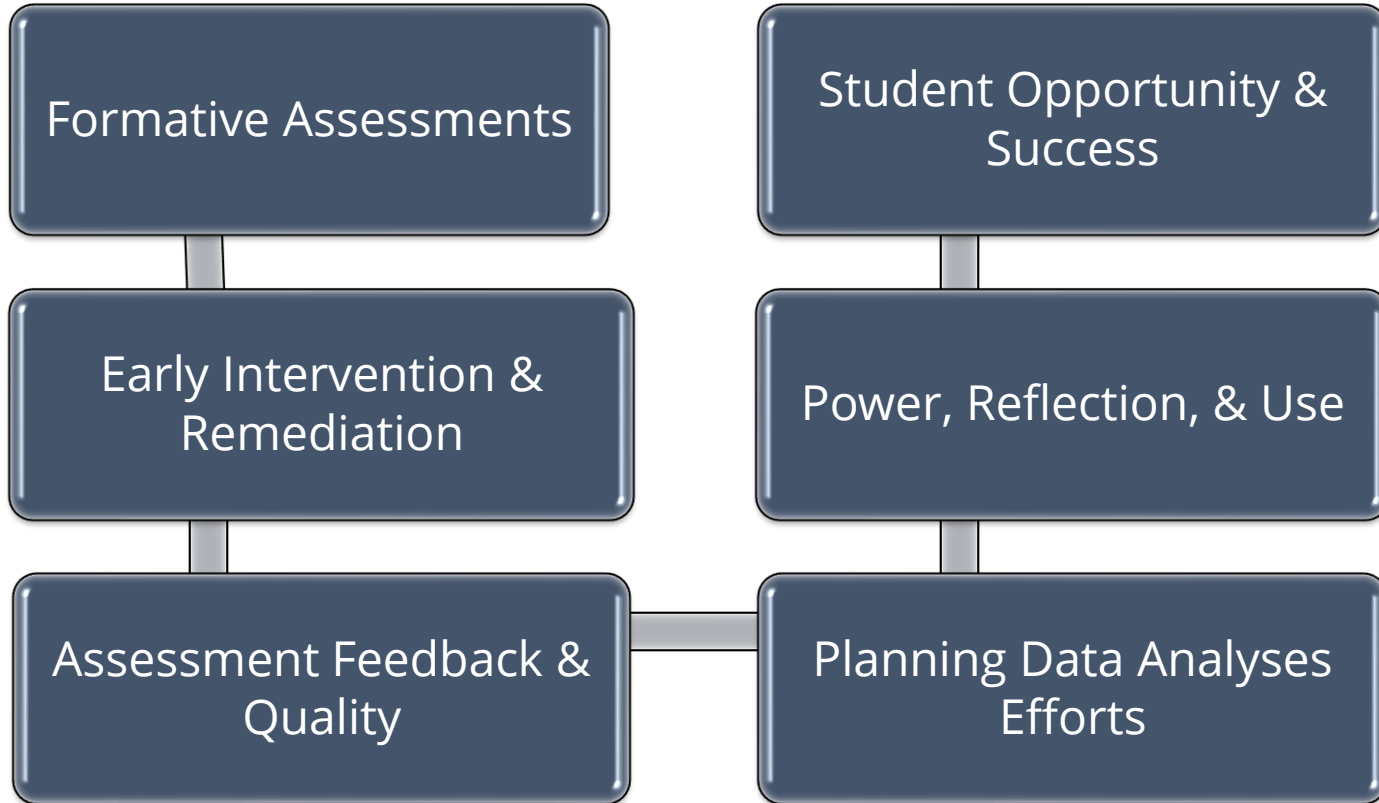 Formative Assessments
Early Intervention &
Remediation
Assessment Feedback &
Quality
Planning Data Analyses
Efforts
Power, Reflection, & Use
Student Opportunity &
Success